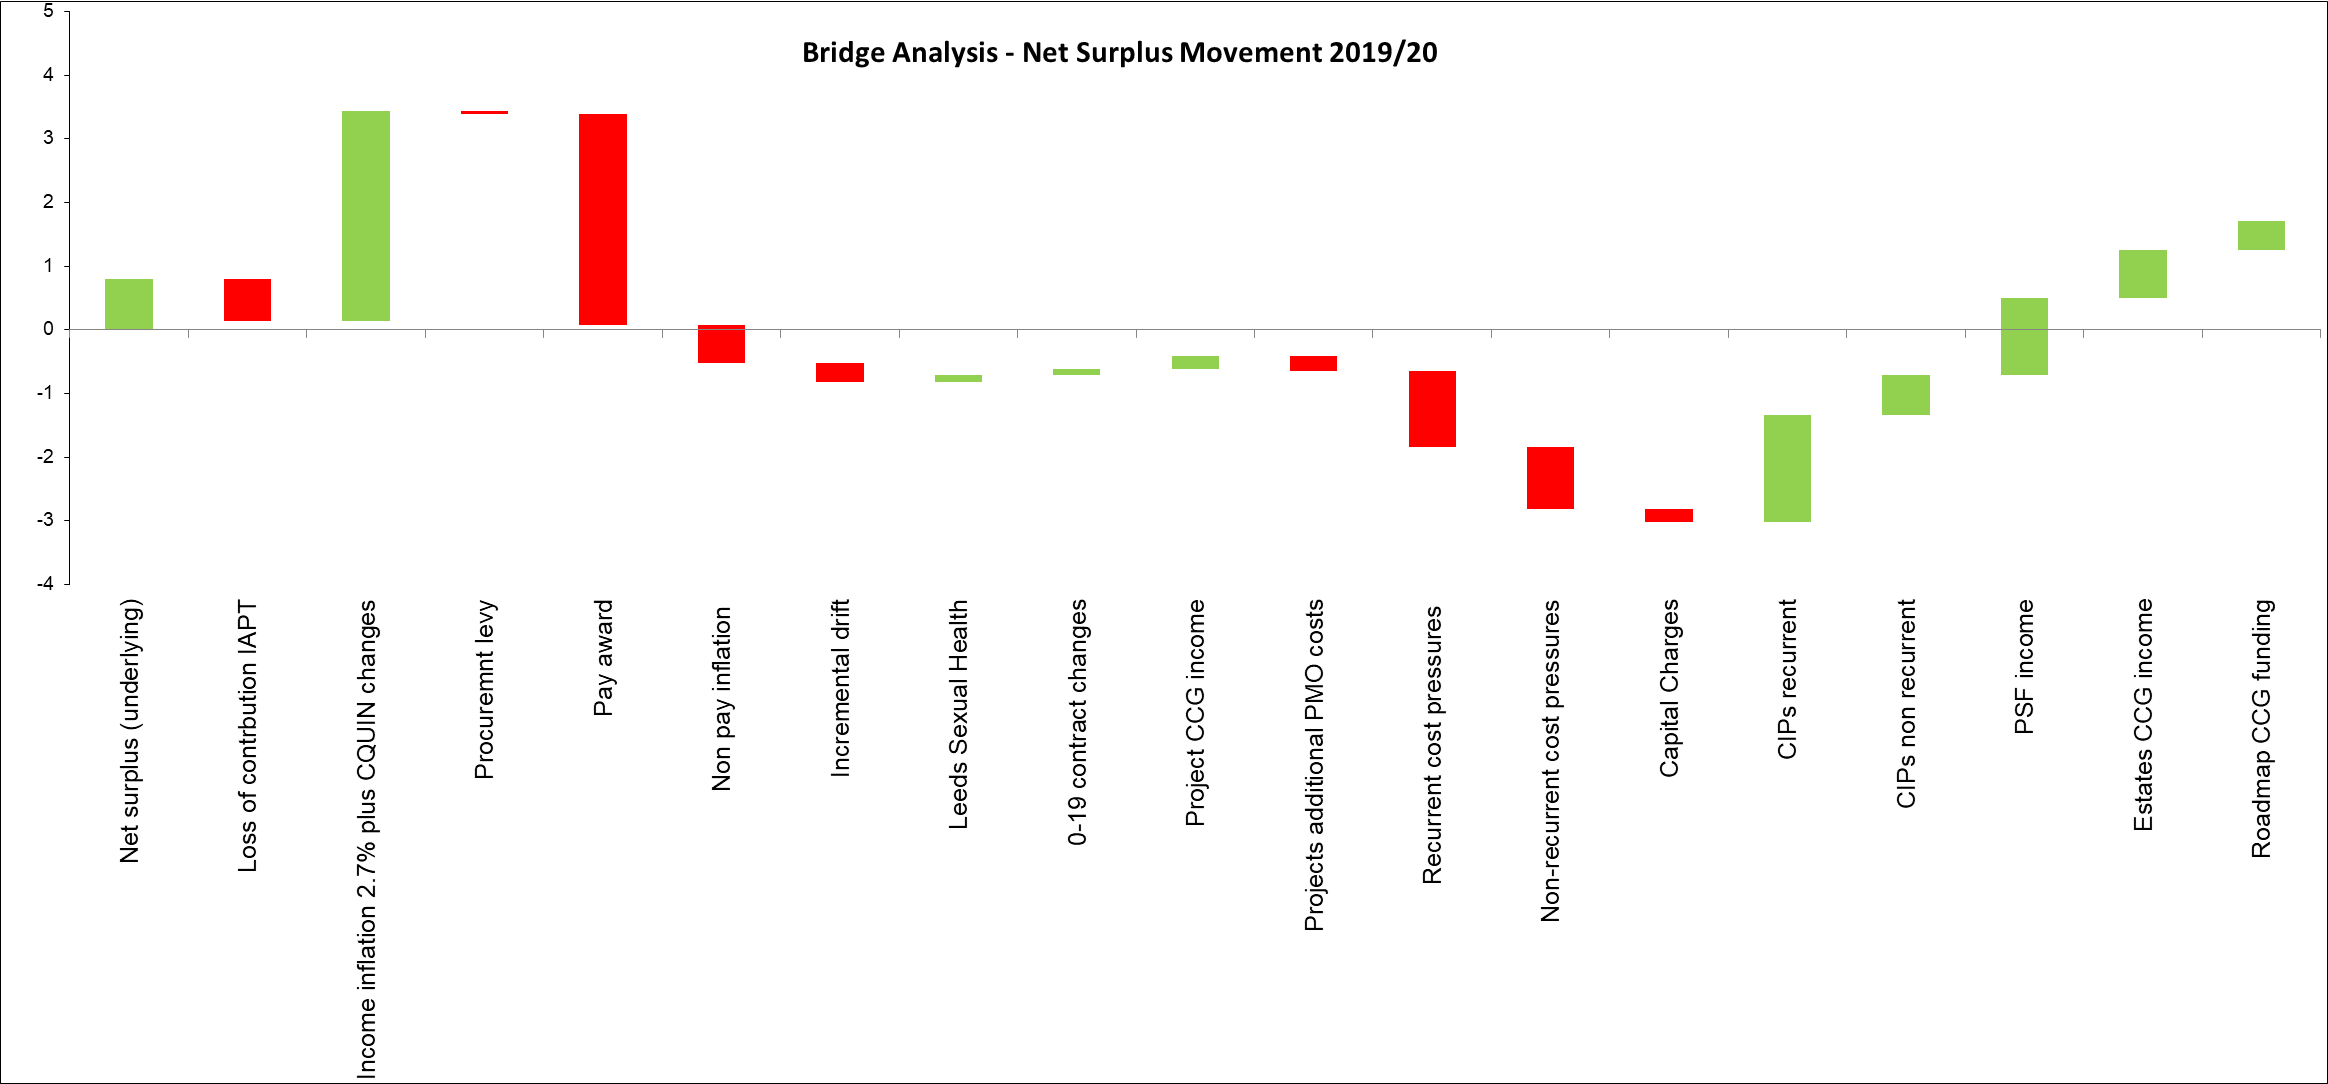 Bridge Analysis - Net Surplus Movement 2019/20
5
4
3
2
1
0
-1
-2
-3
-4
Net surplus (underlying)
Loss of contribution IAPT
Income inflation 2.7% plus CQUIN changes
Procuremnt levy
Pay award
Non pay inflation
Incremental drift
Leeds Sexual Health
0-19 contract changes
Project CCG income
Projects additional PMO costs
Recurrent cost pressures
Non-recurrent cost pressures
Capital Charges
CIPs recurrent
CIPs non recurrent
PSF income
Estates CCG income
Roadmap CCG funding